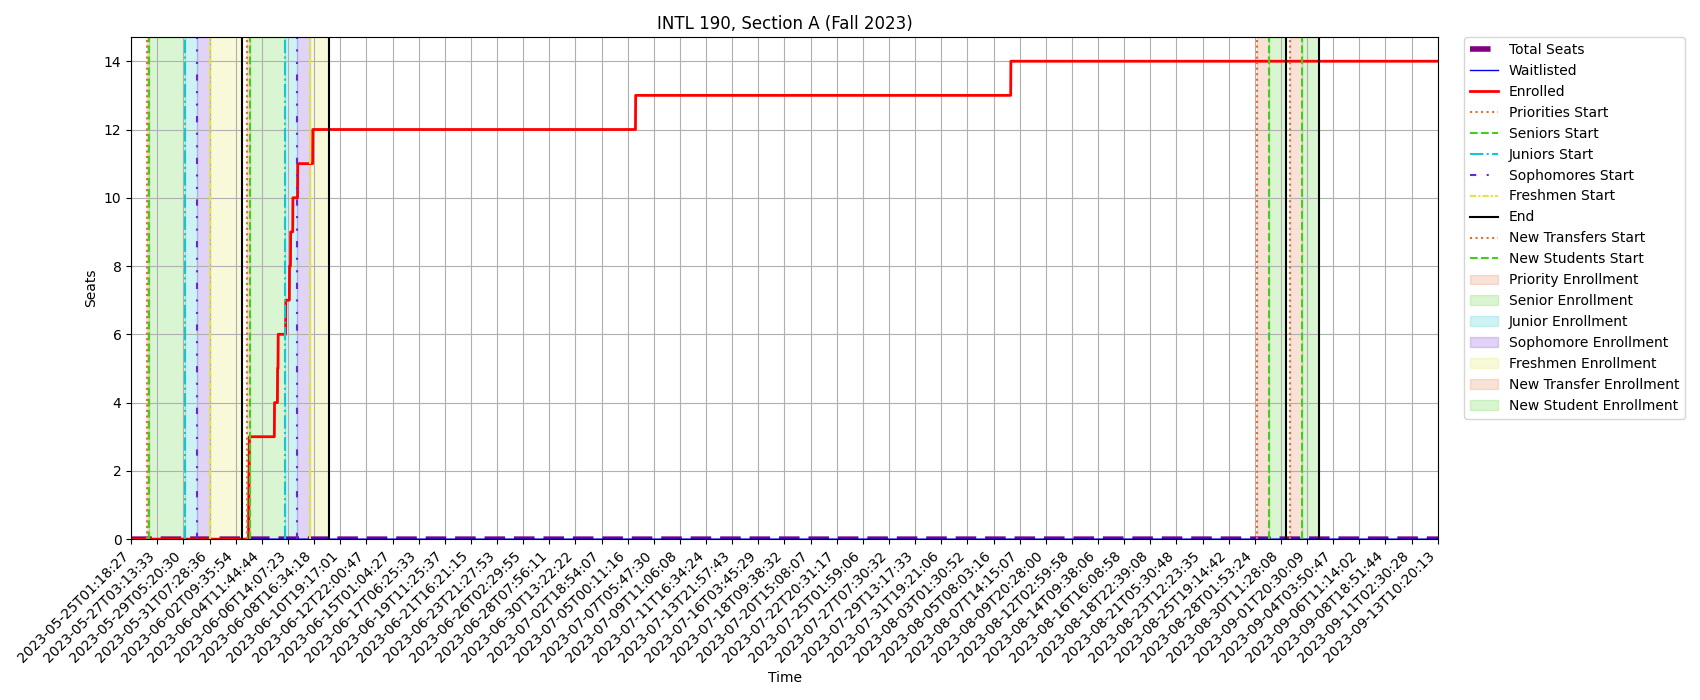 INTL 190, Section A (Fall 2023)
Seats
14
12
10
8
6
4
2
0
2023-05-25T01:18:27
2023-05-27T03:13:33
2023-05-29T05:20:30
2023-05-31T07:28:36
2023-06-02T09:35:54
2023-06-04T11:44:44
2023-06-06T14:07:23
2023-06-08T16:34:18
2023-06-10T19:17:01
2023-06-12T22:00:47
2023-06-15T01:04:27
2023-06-17T06:25:33
2023-06-19T11:25:37
2023-06-21T16:21:15
2023-06-23T21:27:53
2023-06-26T02:29:55
2023-06-28T07:56:11
2023-06-30T13:22:22
2023-07-02T18:54:07
2023-07-05T00:11:16
2023-07-07T05:47:30
2023-07-09T11:06:08
2023-07-11T16:34:24
2023-07-13T21:57:43
2023-07-16T03:45:29
2023-07-18T09:38:32
2023-07-20T15:08:07
2023-07-22T20:31:17
2023-07-25T01:59:06
2023-07-27T07:30:32
2023-07-29T13:17:33
2023-07-31T19:21:06
2023-08-03T01:30:52
2023-08-05T08:03:16
2023-08-07T14:15:07
2023-08-09T20:28:00
2023-08-12T02:59:58
2023-08-14T09:38:06
2023-08-16T16:08:58
2023-08-18T22:39:08
2023-08-21T05:30:48
2023-08-23T12:23:35
2023-08-25T19:14:42
2023-08-28T01:53:24
2023-08-30T11:28:08
2023-09-01T20:30:09
2023-09-04T03:50:47
2023-09-06T11:14:02
2023-09-08T18:51:44
2023-09-11T02:30:28
2023-09-13T10:20:13
Time
Total Seats
Waitlisted
Enrolled
Priorities Start
Seniors Start
Juniors Start
Sophomores Start
Freshmen Start
End
New Transfers Start
New Students Start
Priority Enrollment
Senior Enrollment
Junior Enrollment
Sophomore Enrollment
Freshmen Enrollment
New Transfer Enrollment
New Student Enrollment